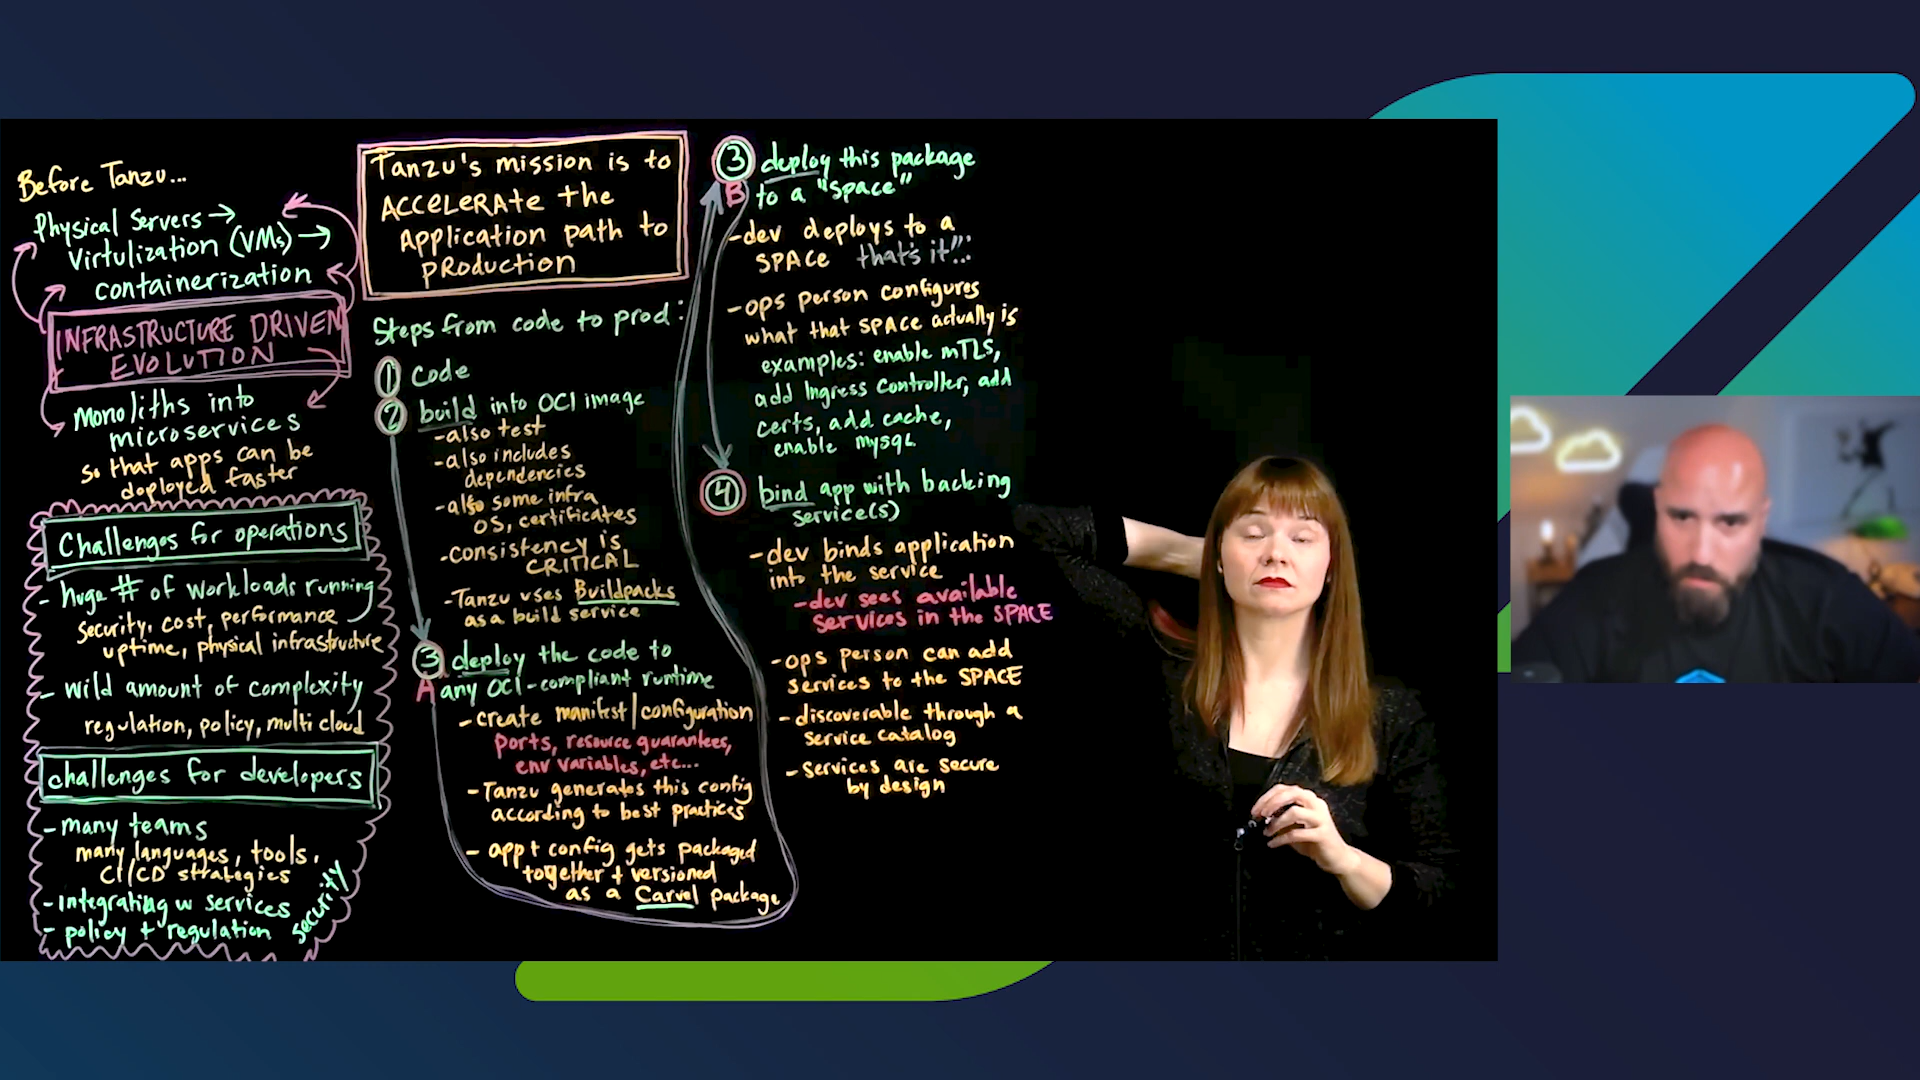 Before Tanzu...
Physical Servers →
Virtulization (VMs) →
containerization
INFRASTRUCTURE DRIVEN
EVOLUTION
Monoliths into
microservices
so that apps can be
deployed faster
Challenges for operations
- huge # of workloads running
security, cost, performance
uptime, physical infrastructure
- wild amount of complexity
regulation, policy, multi cloud
challenges for developers
- many teams
many languages, tools,
CI/CD strategies
- Integrating w services
- policy + regulation
security
Tanzu's mission is to
ACCELERATE the
Application path to
PRODUCTION
Steps from code to prod:
1 Code
2 build into OCI image
- also test
- also includes
dependencies
- also some infra
OS, certificates
- consistency is
CRITICAL
- Tanzu uses Buildpacks
as a build service
3 deploy the code to
A any OCI-compliant runtime
- create manifest/configuration
ports, resource guarantees,
env variables, etc...
- Tanzu generates this config
according to best practices
- app + config gets packaged
together + versioned
as a Carvel package
3 deploy this package
B to a "space"
- dev deploys to a
SPACE that's it!!
- ops person configures
what that SPACE actually is
examples: enable mTLS,
add Ingress Controller, add
certs, add cache,
enable mysql
4 bind app with backing
service(s)
- dev binds application
into the service
- dev sees available
services in the SPACE
- ops person can add
services to the SPACE
- discoverable through a
service catalog
- services are secure
by design